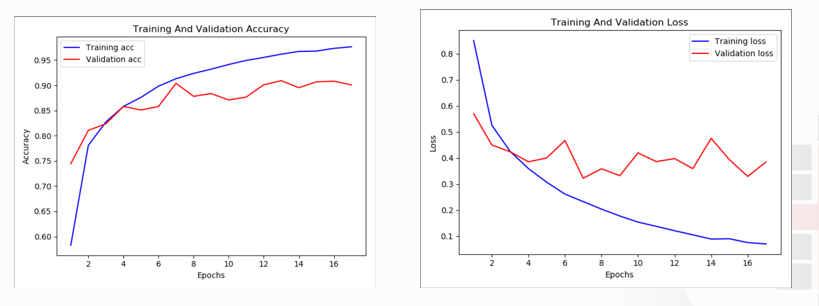 Training And Validation Accuracy
Training acc
Validation acc
0.95
0.90
0.85
0.80
0.75
0.70
0.65
0.60
Accuracy
2 4 6 8 10 12 14 16
Epochs
Training And Validation Loss
Training loss
Validation loss
0.8
0.7
0.6
0.5
0.4
0.3
0.2
0.1
Loss
2 4 6 8 10 12 14 16
Epochs